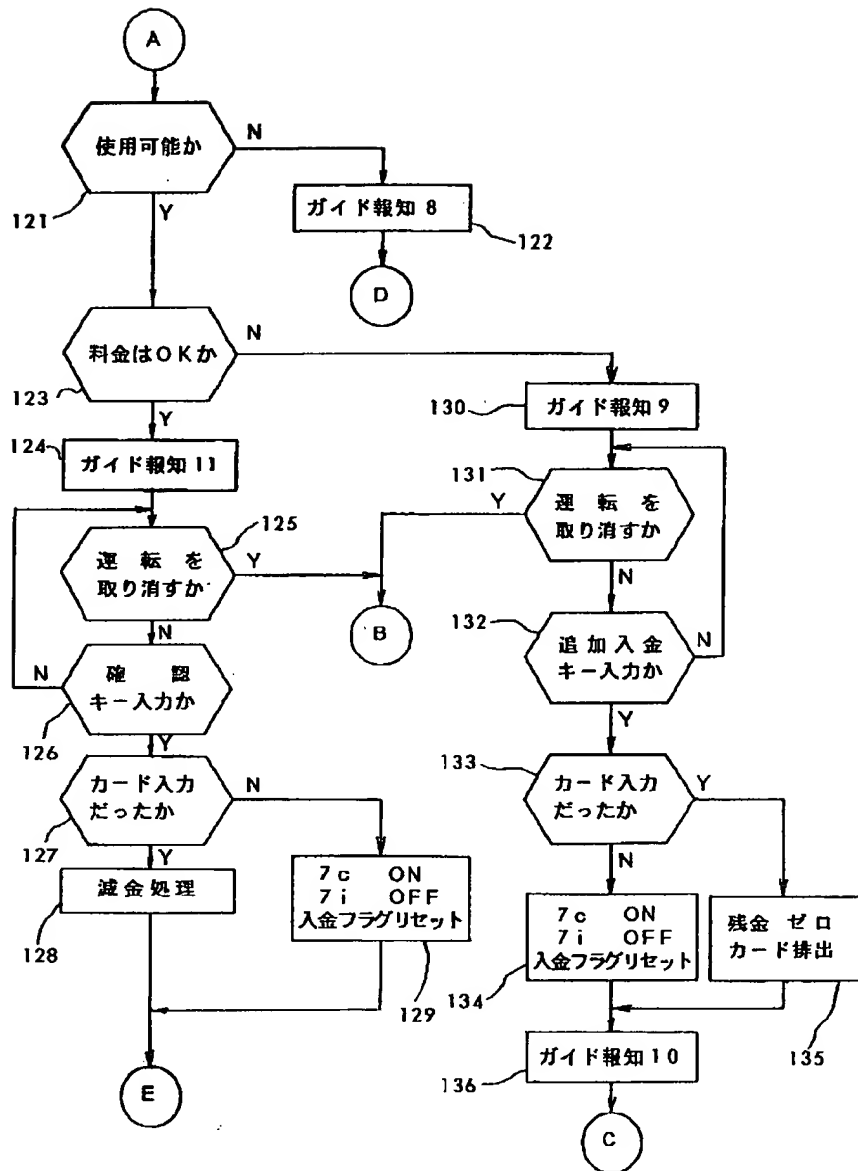 A
使用可能か
N
121
Y
ガイド報知8
122
D
料金はOKか
N
123
Y
130
ガイド報知9
124
ガイド報知11
131
運転を
取り消すか
Y
N
125
運転を
取り消すか
Y
N
B
132
追加入金
キー入力か
N
Y
N
確認
キー入力か
126
Y
133
カード入力
だったか
Y
N
カード入力
だったか
N
127
Y
減金処理
128
7c ON
7i OFF
入金フラグリセット
129
7c ON
7i OFF
入金フラグリセット
134
残金 ゼロ
カード排出
135
ガイド報知10
136
E
C